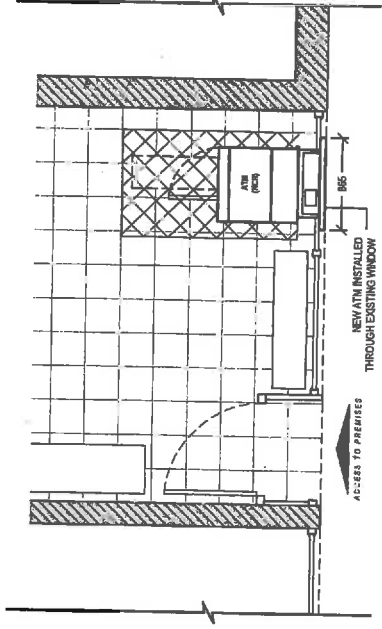 ATM
(NCR)
865
NEW ATM INSTALLED
THROUGH EXISTING WINDOW
ACCESS TO PREMISES